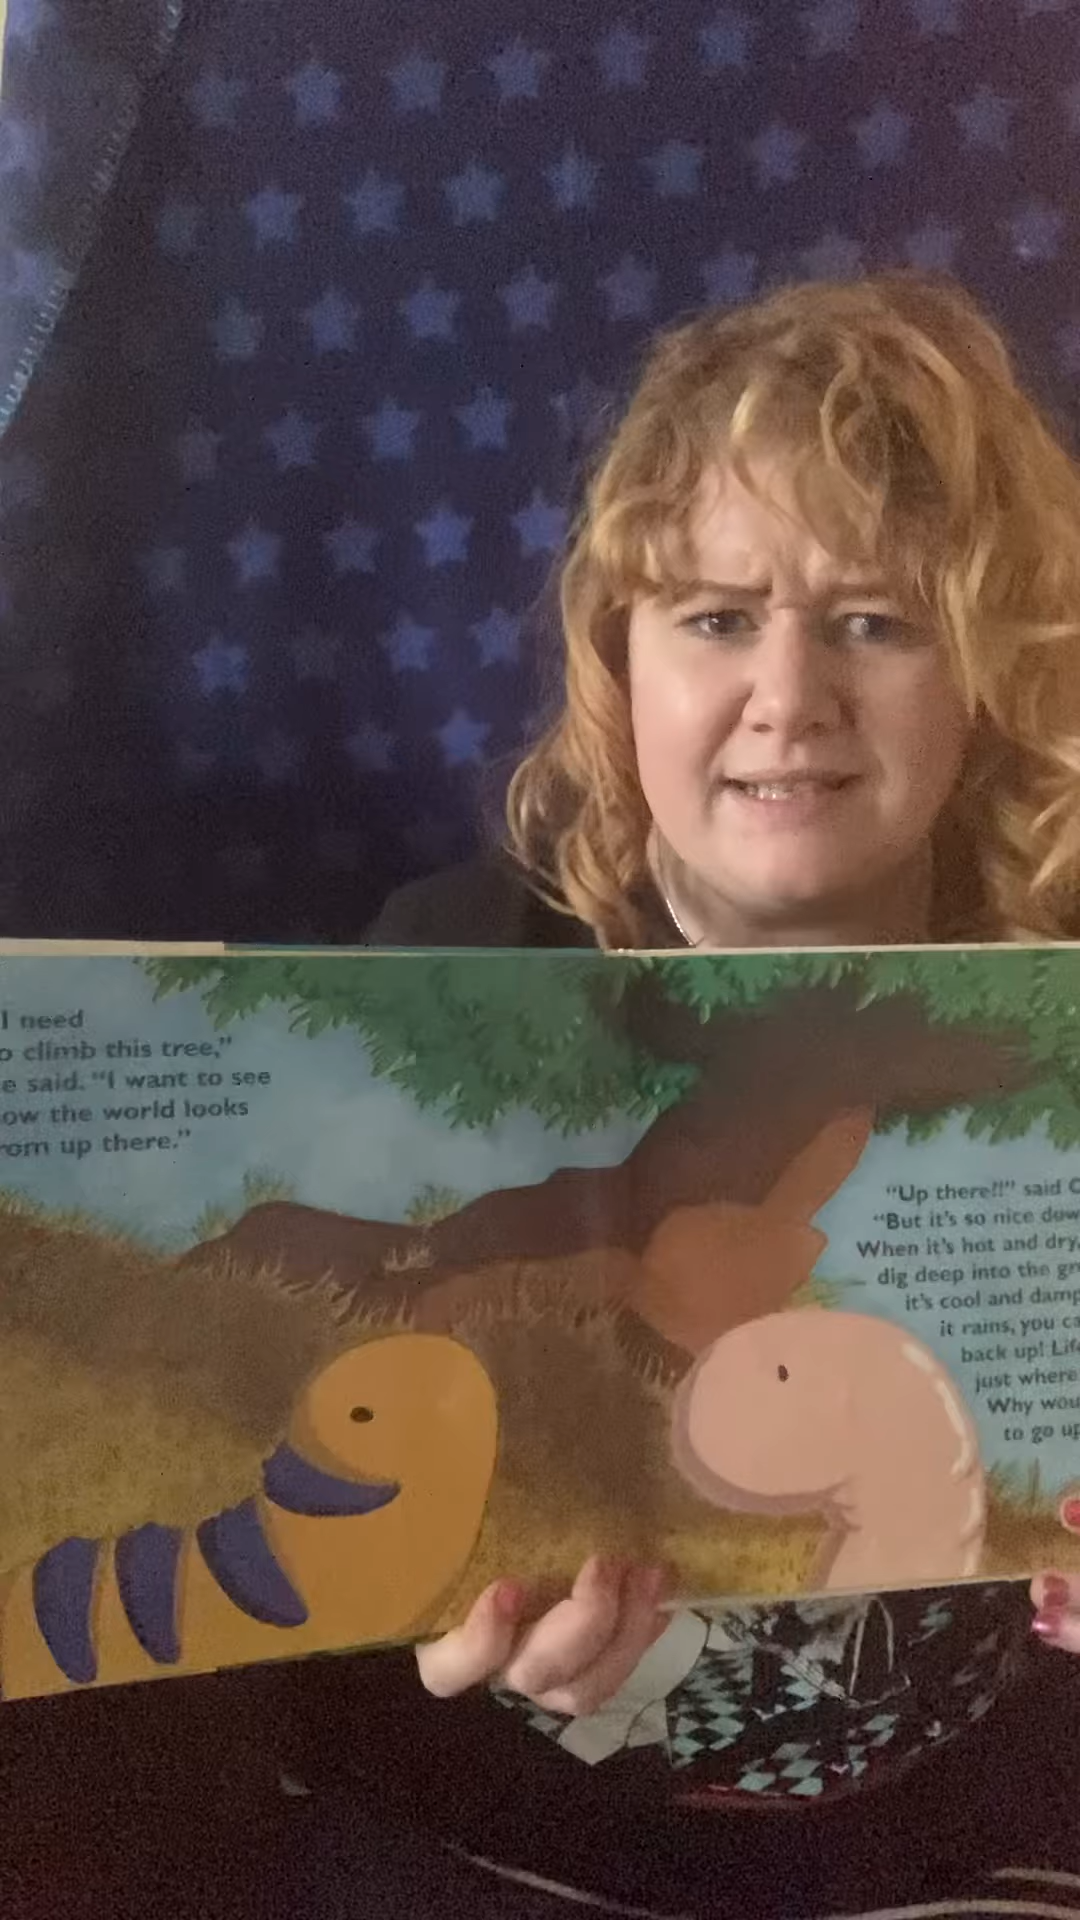 I need
o climb this tree,"
e said. "I want to see
ow the world looks
rom up there."
"Up there!!" said C
"But it's so nice dow
When it's hot and dry,
dig deep into the gr
it's cool and damp
it rains, you ca
back up! Life
just where
Why wou
to go up